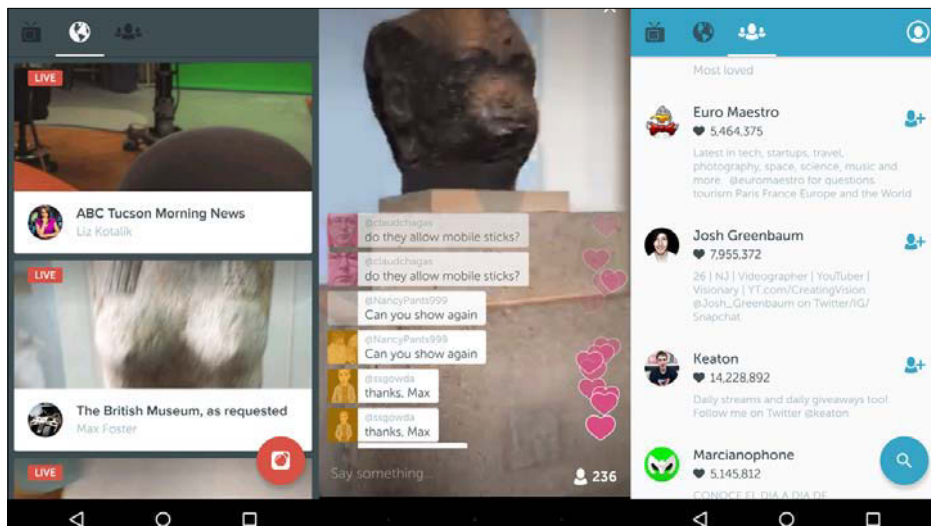 LIVE
ABC Tucson Morning News
Liz Kotalik
LIVE
The British Museum, as requested
Max Foster
LIVE
@claudchagas
do they allow mobile sticks?
@claudchagas
do they allow mobile sticks?
@NancyPants999
Can you show again
@NancyPants999
Can you show again
@ssgowda
thanks, Max
@ssgowda
thanks, Max
Say something...
236
Most loved
Euro Maestro
5,464,375
Latest in tech, startups, travel,
photography, space, science, music and
more. @euromaestro for questions
tourism Paris France Europe and the World
Josh Greenbaum
7,955,372
26 | NJ | Videographer | YouTuber |
Visionary | YT.com/CreatingVision
@Josh_Greenbaum on Twitter/IG/
Snapchat
Keaton
14,228,892
Daily streams and daily giveaways too!
Follow me on Twitter @keaton
Marcianophone
5,145,812
CONOCE EL DIA A DIA DE